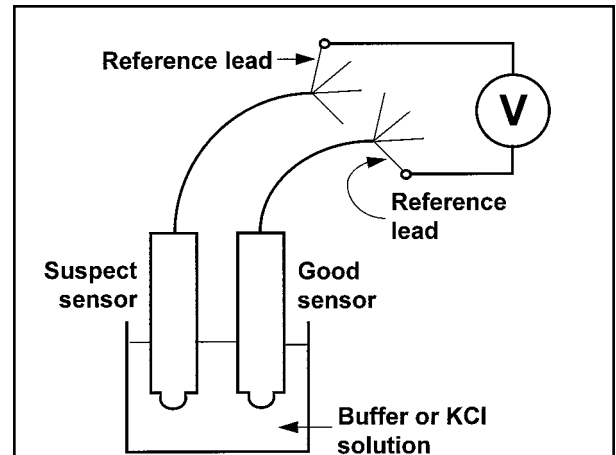 Reference lead
V
Reference
lead
Suspect
sensor
Good
sensor
Buffer or KCl
solution